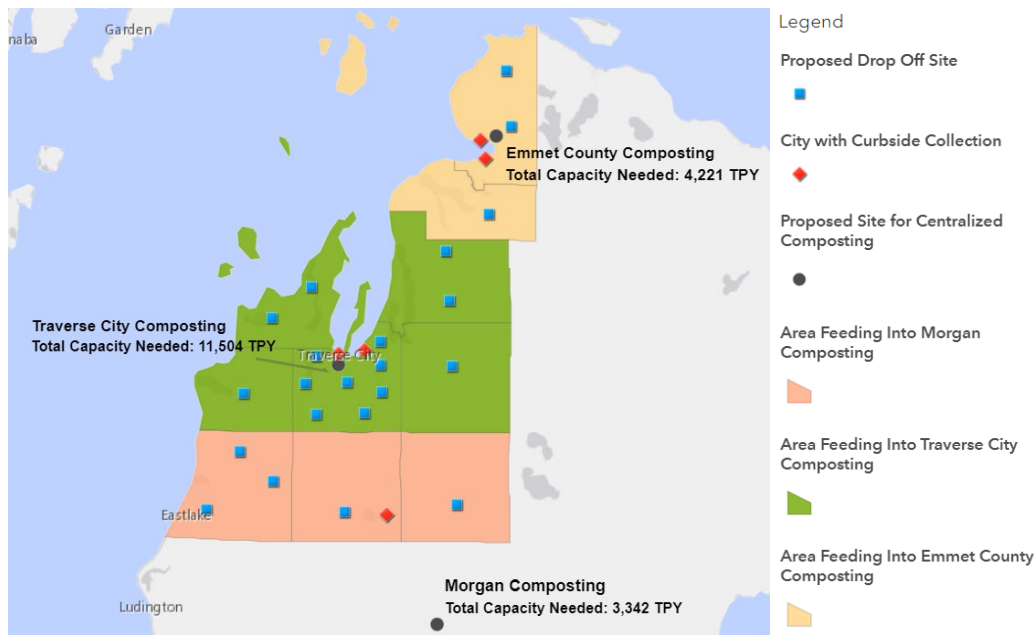 Garden
naba
Emmet County Composting
Total Capacity Needed: 4,221 TPY
Traverse City Composting
Total Capacity Needed: 11,504 TPY
Traverse City
Eastlake
Ludington
Morgan Composting
Total Capacity Needed: 3,342 TPY
Legend
Proposed Drop Off Site
City with Curbside Collection
Proposed Site for Centralized
Composting
Area Feeding Into Morgan
Composting
Area Feeding Into Traverse City
Composting
Area Feeding Into Emmet County
Composting